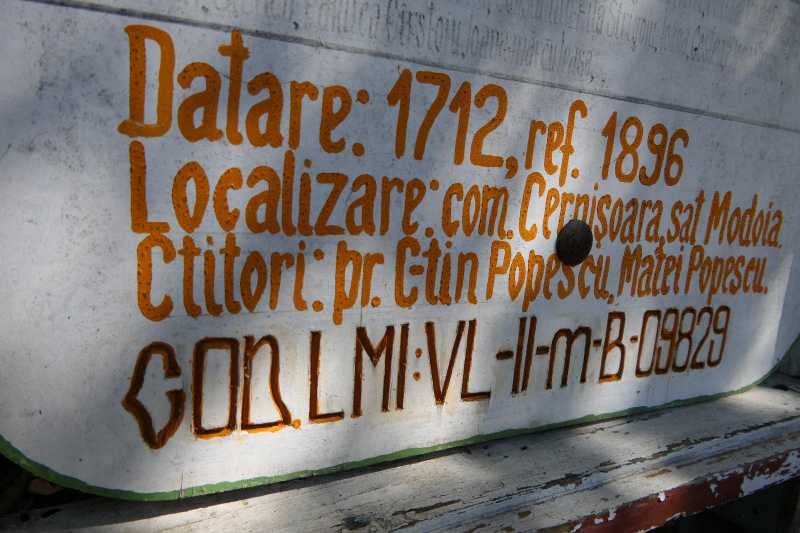 Datare: 1712, ref. 1896
Localizare: com. Cernișoara, sat Modoia.
Ctitori: pr. C-tin Popescu, Matei Popescu.
COD. LMI: VL-II-m-B-09829